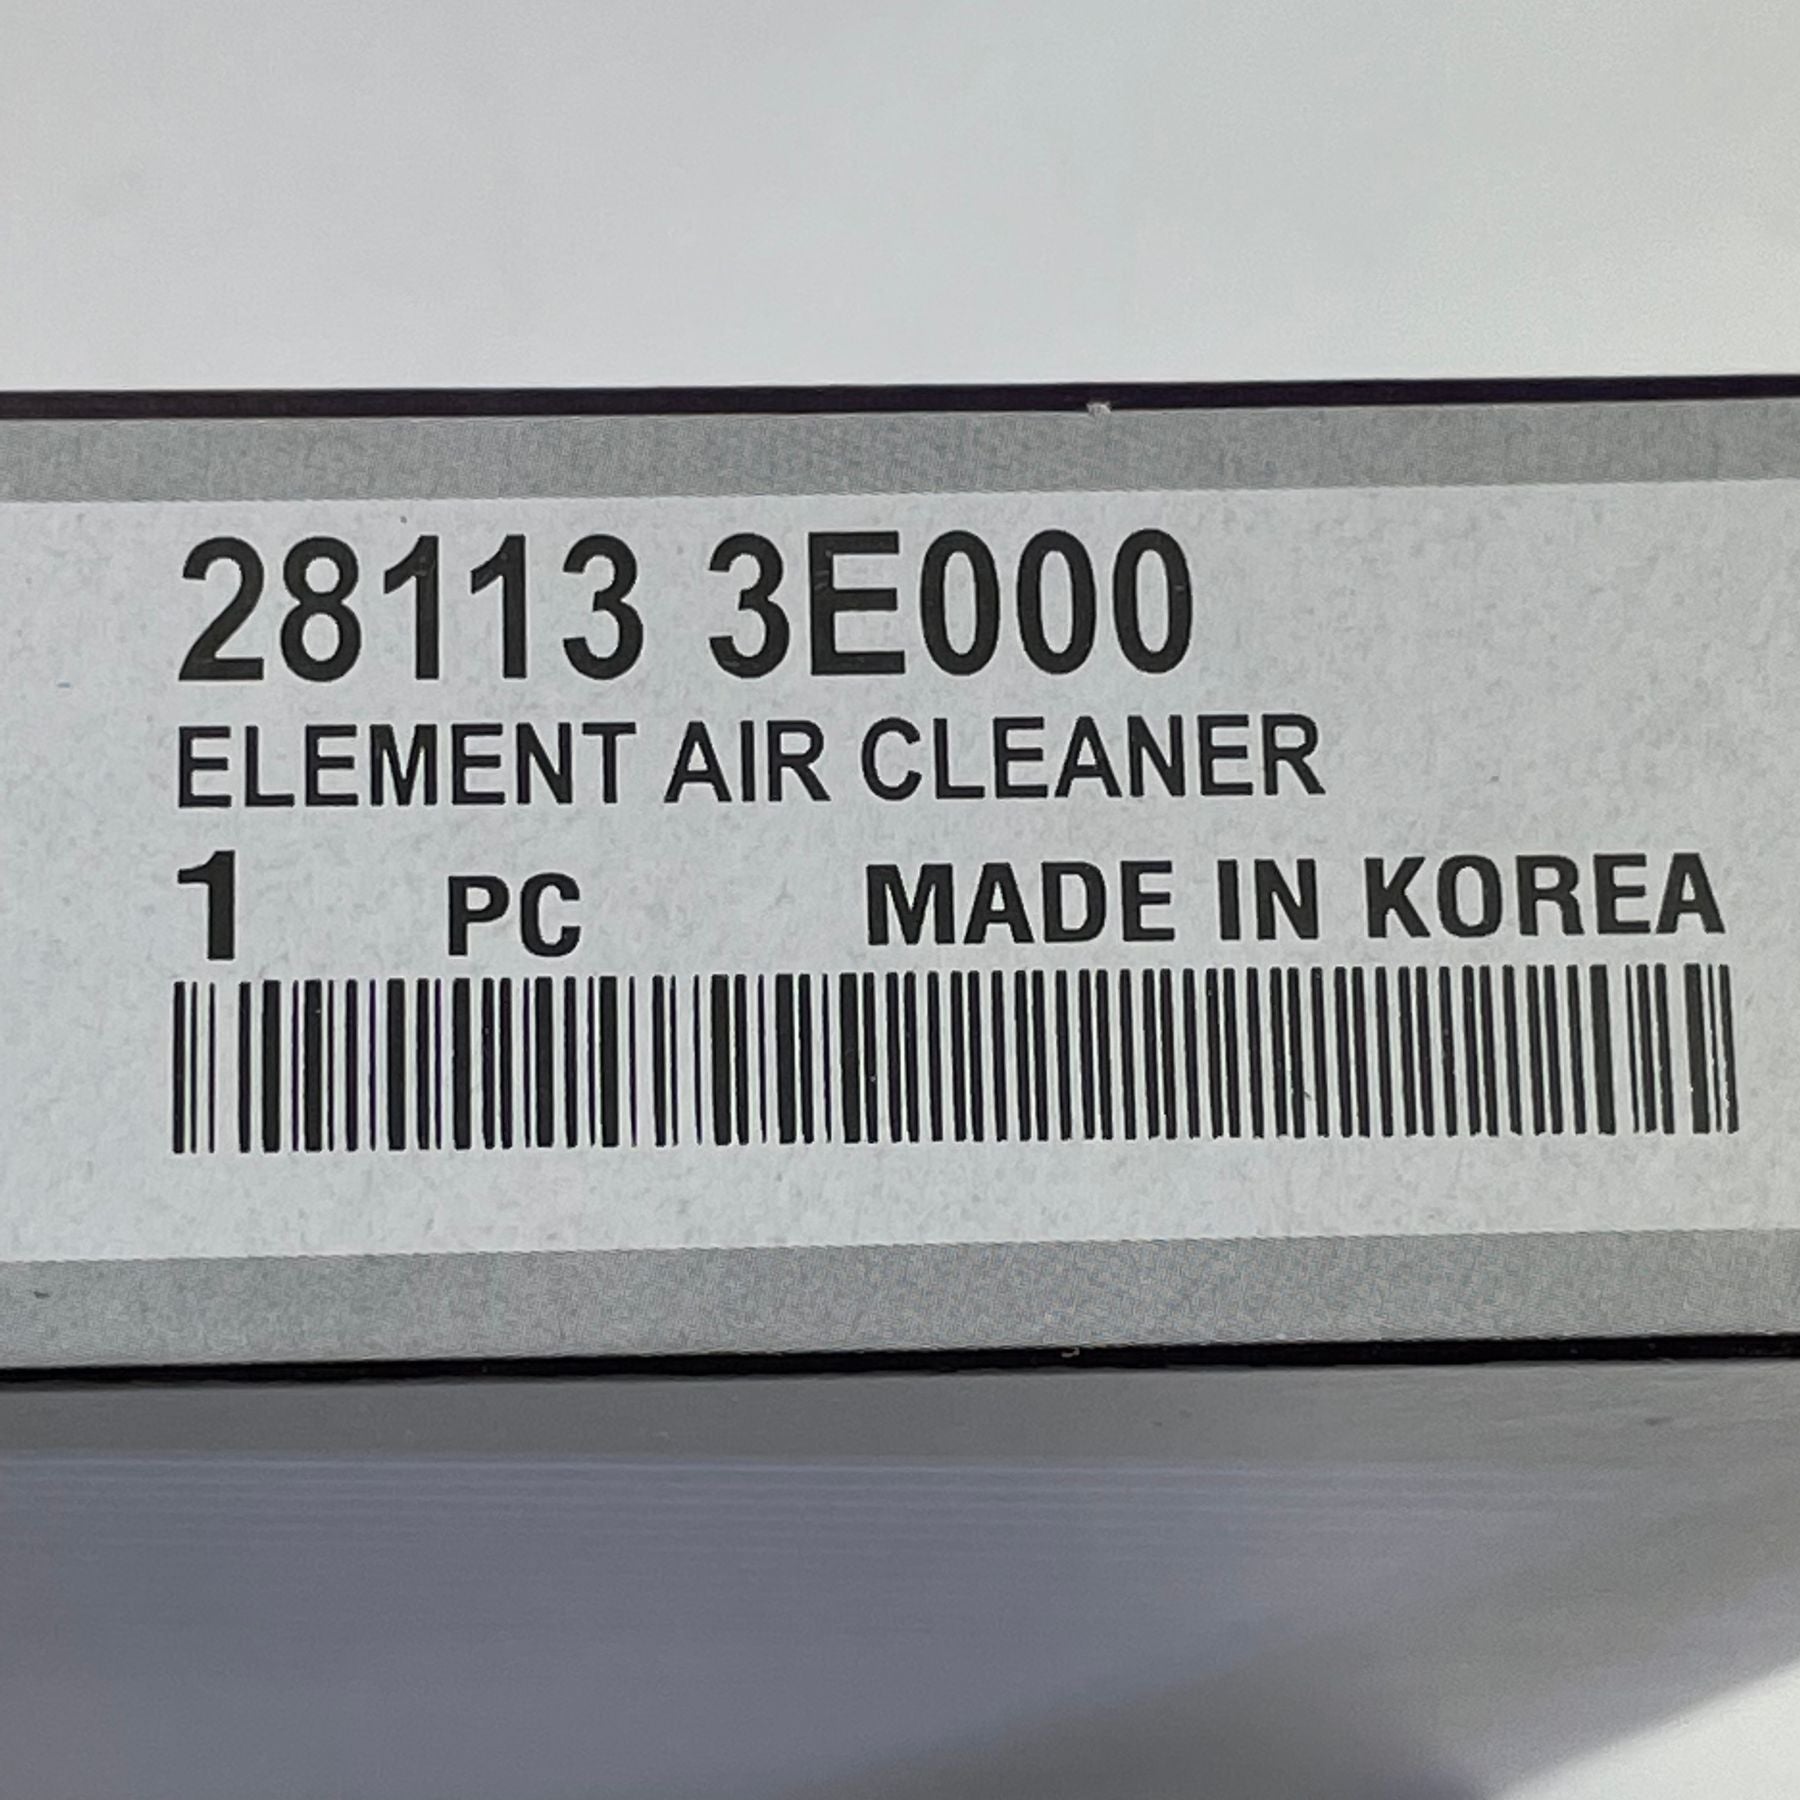 28113 3E000
ELEMENT AIR CLEANER
1 PC MADE IN KOREA